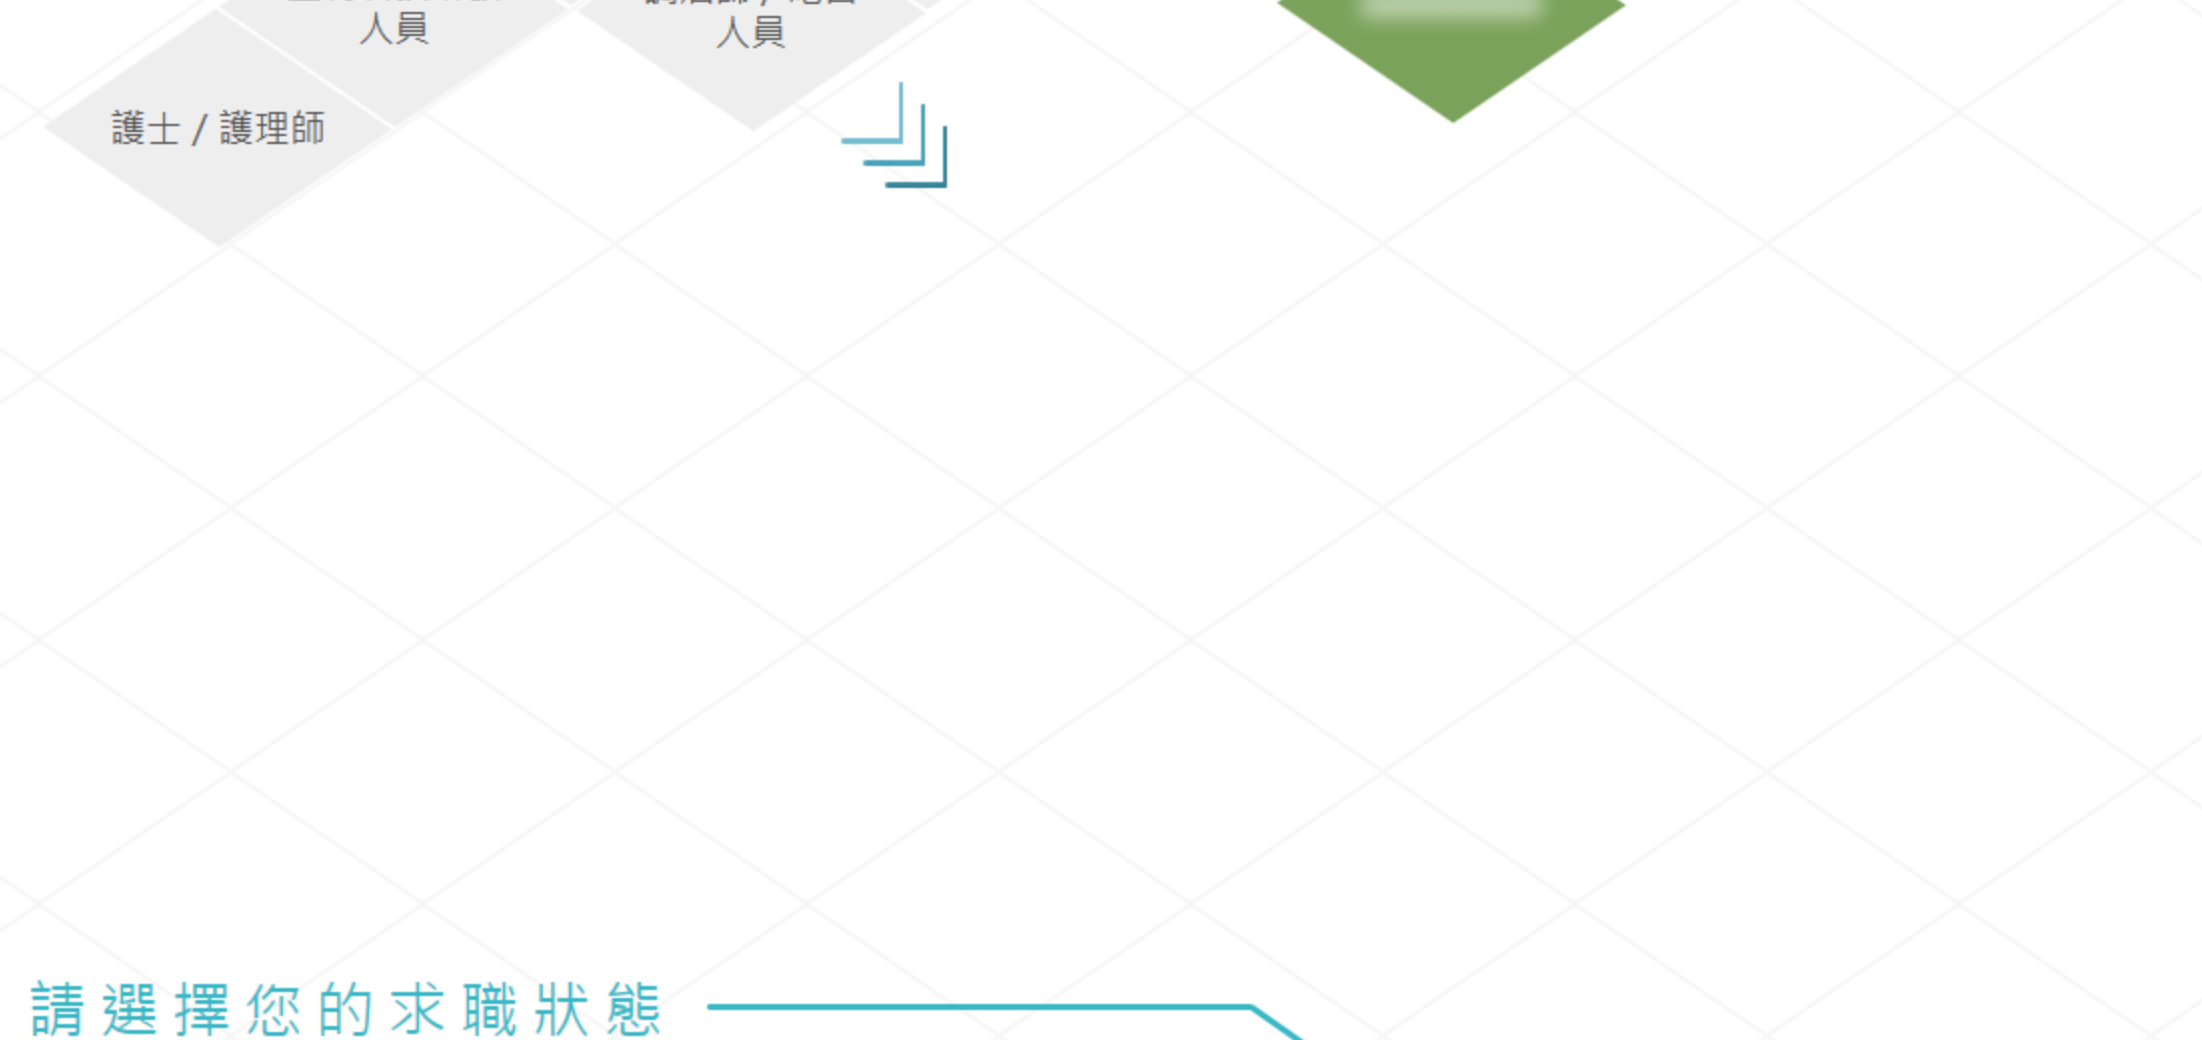 人員
人員
護士 / 護理師
請選擇您的求職狀態